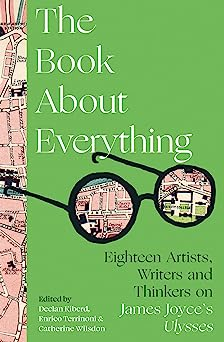 The
Book
About
Everything
Eighteen Artists,
Writers and
Thinkers on
James Joyce's
Ulysses
Edited by
Declan Kiberd,
Enrico Terrinoni &
Catherine Wilsdon